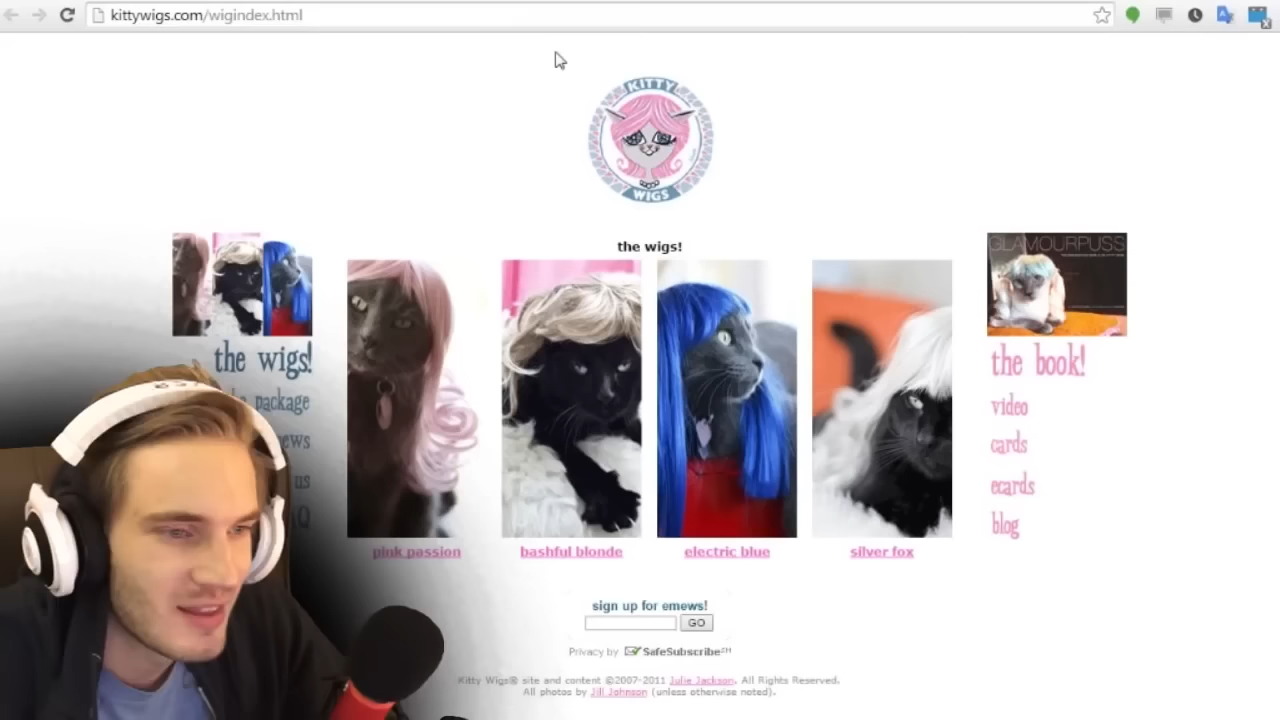 kittywigs.com/wigindex.html
KITTY
WIGS
the wigs!
GLAMOURPUSS
the wigs!
package
ews
us
the book!
video
cards
ecards
blog
pink passion
bashful blonde
electric blue
silver fox
sign up for emews!
GO
Privacy by SafeSubscribe
Kitty Wigs® site and content ©2007-2011 Julie Jackson. All Rights Reserved.
All photos by Jill Johnson (unless otherwise noted).